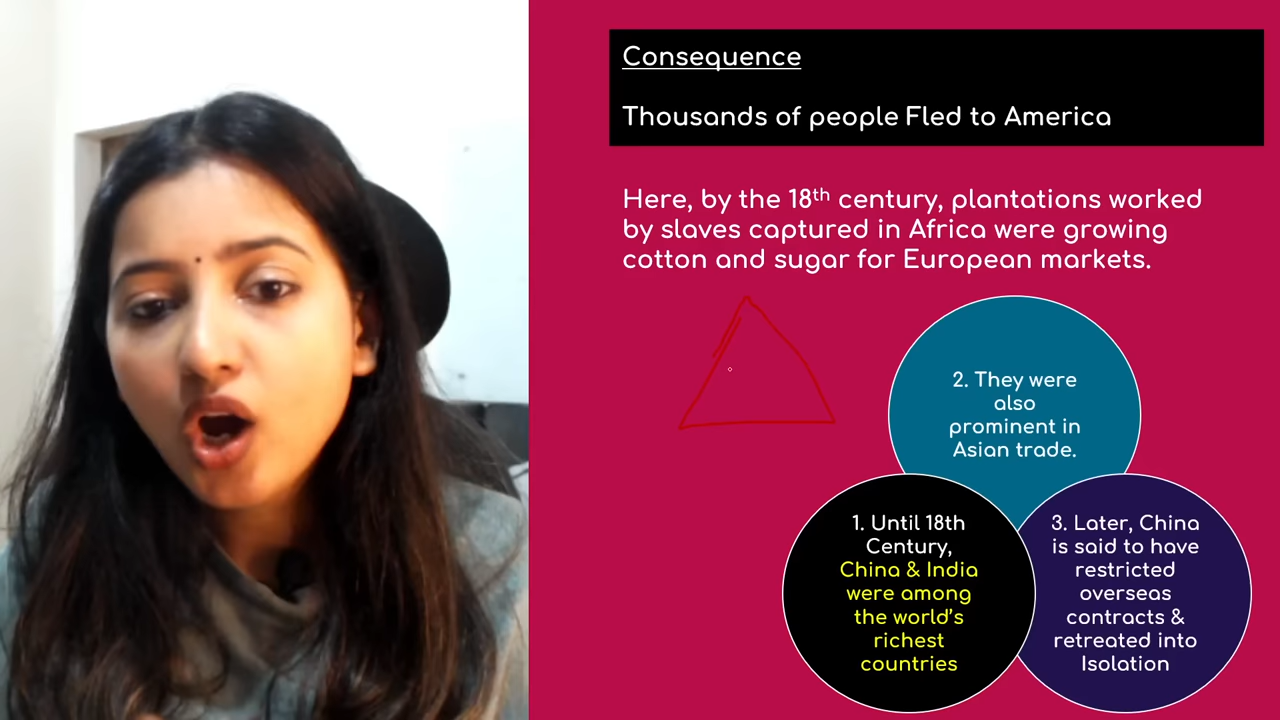 Consequence
Thousands of people Fled to America
Here, by the 18th century, plantations worked
by slaves captured in Africa were growing
cotton and sugar for European markets.
2. They were
also
prominent in
Asian trade.
1. Until 18th
Century,
China & India
were among
the world's
richest
countries
3. Later, China
is said to have
restricted
overseas
contracts &
retreated into
Isolation